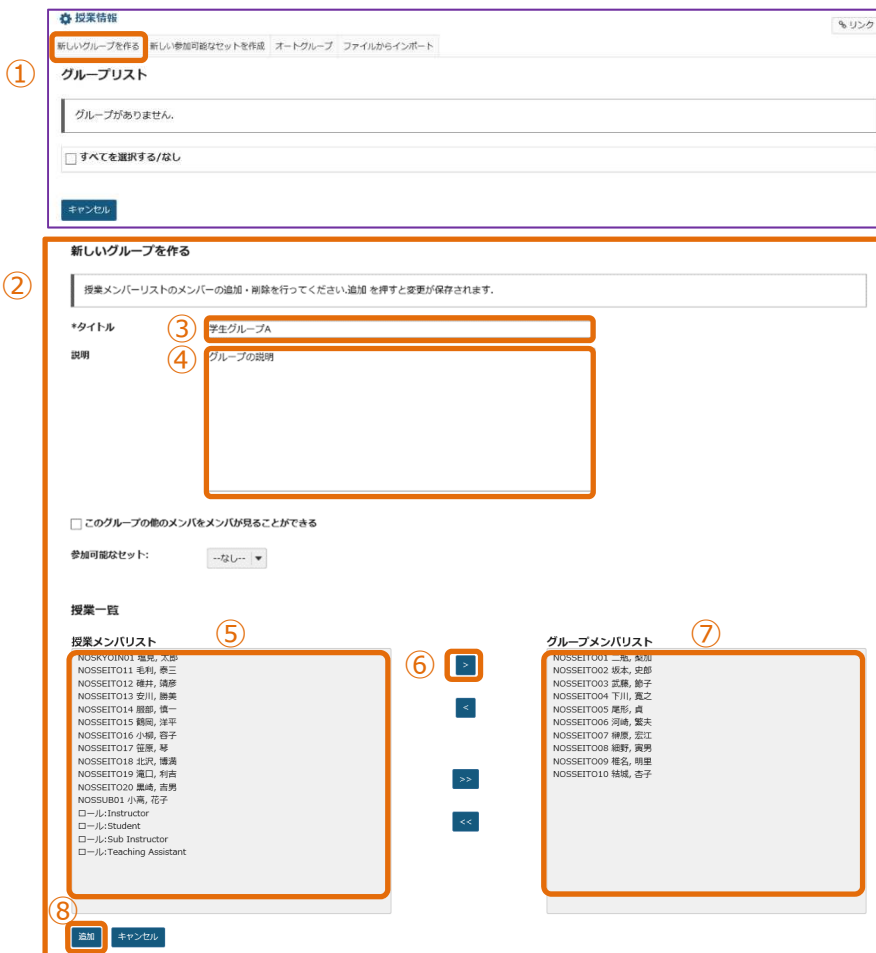 授業情報
リンク
新しいグループを作る 新しい参加可能なセットを作成 オートグループ ファイルからインポート
①
グループリスト
グループがありません.
すべてを選択する/なし
キャンセル
新しいグループを作る
②
授業メンバーリストのメンバーの追加・削除を行ってください.追加 を押すと変更が保存されます.
*タイトル ③ 学生グループA
説明 ④ グループの説明
このグループの他のメンバをメンバが見ることができる
参加可能なセット: --なし--
授業一覧
授業メンバリスト ⑤
NOSKYOIN01 塩見, 太郎
NOSSEITO11 毛利, 泰三
NOSSEITO12 碓井, 靖彦
NOSSEITO13 安川, 勝美
NOSSEITO14 服部, 慎一
NOSSEITO15 鶴岡, 洋平
NOSSEITO16 小柳, 容子
NOSSEITO17 笹原, 琴
NOSSEITO18 北沢, 博満
NOSSEITO19 滝口, 利吉
NOSSEITO20 黒崎, 吉男
NOSSUB01 小高, 花子
ロール:Instructor
ロール:Student
ロール:Sub Instructor
ロール:Teaching Assistant
⑥ >
<
>>
<<
グループメンバリスト ⑦
NOSSEITO01 二瓶, 梨加
NOSSEITO02 坂本, 史郎
NOSSEITO03 武藤, 節子
NOSSEITO04 下川, 寛之
NOSSEITO05 尾形, 貞
NOSSEITO06 河崎, 繁夫
NOSSEITO07 榊原, 宏江
NOSSEITO08 細野, 寅男
NOSSEITO09 椎名, 明里
NOSSEITO10 結城, 杏子
⑧
追加 キャンセル